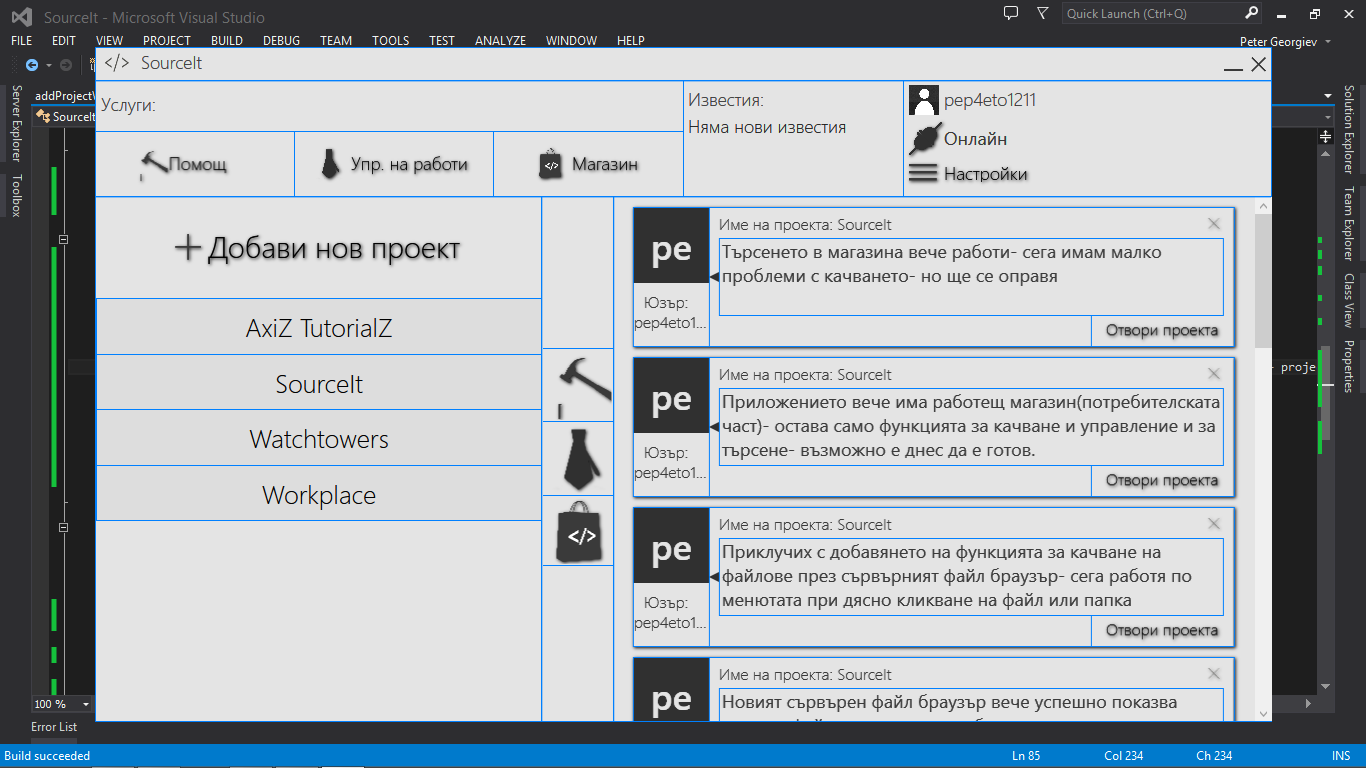 SourceIt - Microsoft Visual Studio
Quick Launch (Ctrl+Q)
FILE EDIT VIEW PROJECT BUILD DEBUG TEAM TOOLS TEST ANALYZE WINDOW HELP
Peter Georgiev
</> SourceIt
Server Explorer
Toolbox
addProject
SourceIt
Услуги:
Помощ
Упр. на работи
Магазин
Известия:
Няма нови известия
pep4eto1211
Онлайн
Настройки
Solution Explorer
Team Explorer
Class View
Properties
Добави нов проект
AxiZ TutorialZ
SourceIt
Watchtowers
Workplace
</>
pe
Юзър:
pep4eto1...
Име на проекта: SourceIt
Търсенето в магазина вече работи- сега имам малко
проблеми с качването- но ще се оправя
Отвори проекта
pe
Юзър:
pep4eto1...
Име на проекта: SourceIt
Приложението вече има работещ магазин(потребителската
част)- остава само функцията за качване и управление и за
търсене- възможно е днес да е готов.
Отвори проекта
pe
Юзър:
pep4eto1...
Име на проекта: SourceIt
Приключих с добавянето на функцията за качване на
файлове през сървърният файл браузър- сега работя по
менютата при дясно кликване на файл или папка
Отвори проекта
pe
Име на проекта: SourceIt
Новият сървърен файл браузър вече успешно показва
proje
100 %
Error List
Build succeeded
Ln 85 Col 234 Ch 234 INS